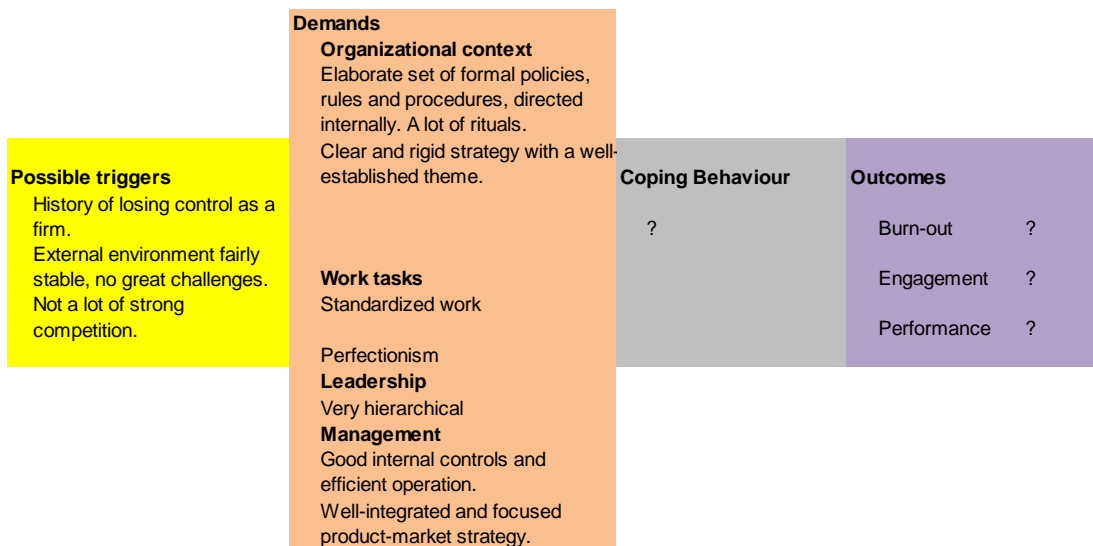 Possible triggers
History of losing control as a
firm.
External environment fairly
stable, no great challenges.
Not a lot of strong
competition.
Demands
Organizational context
Elaborate set of formal policies,
rules and procedures, directed
internally. A lot of rituals.
Clear and rigid strategy with a well-
established theme.
Work tasks
Standardized work
Perfectionism
Leadership
Very hierarchical
Management
Good internal controls and
efficient operation.
Well-integrated and focused
product-market strategy.
Coping Behaviour
?
Outcomes
Burn-out ?
Engagement ?
Performance ?